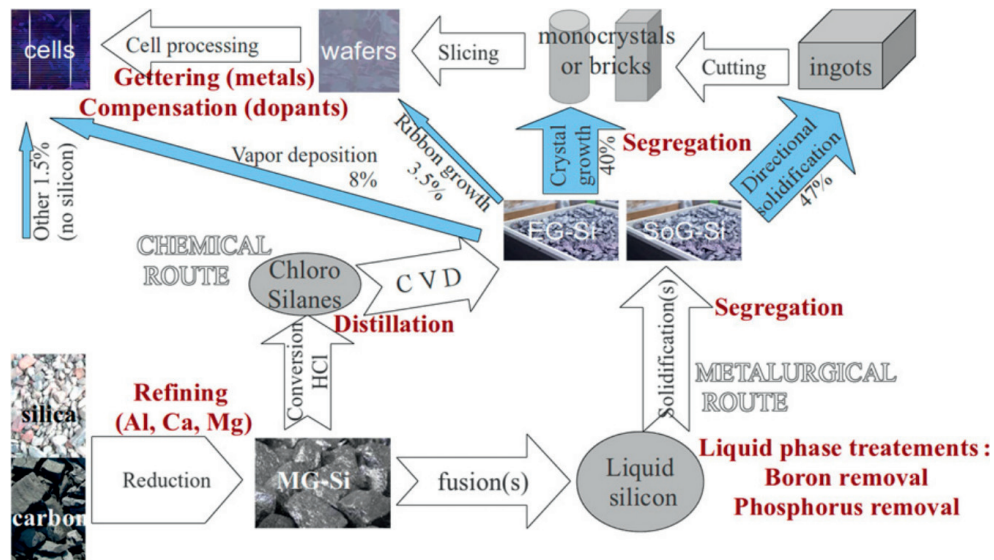 cells
Cell processing
wafers
Slicing
monocrystals
or bricks
Cutting
ingots
Gettering (metals)
Compensation (dopants)
Other 1.5%
(no silicon)
Vapor deposition
8%
Ribbon growth
3.5%
Crystal
growth
40%
Segregation
Directional
solidification
47%
EG-Si
SoG-Si
CHEMICAL
ROUTE
Chloro
Silanes
C V D
Distillation
Conversion
HCl
Solidification(s)
Segregation
METALURGICAL
ROUTE
silica
carbon
Refining
(Al, Ca, Mg)
Reduction
MG-Si
fusion(s)
Liquid
silicon
Liquid phase treatements :
Boron removal
Phosphorus removal